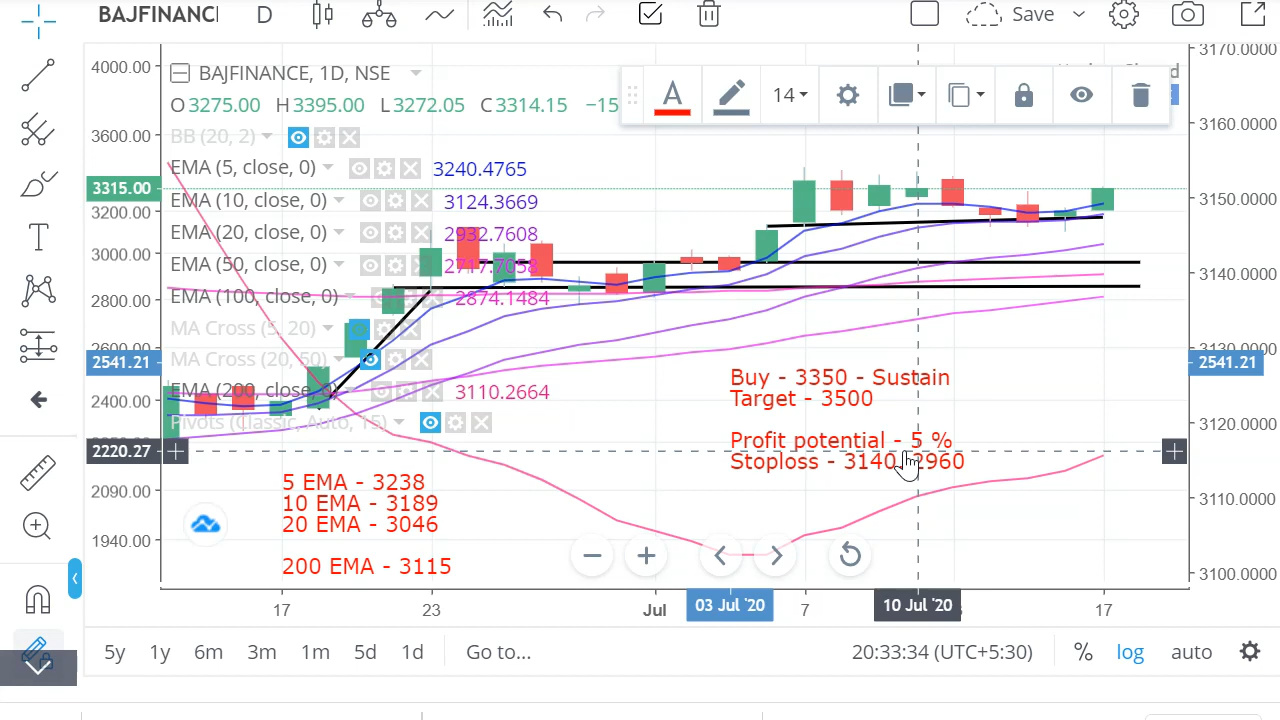 BAJFINANC
D
Save
4000.00
3600.00
3315.00
3200.00
3000.00
2800.00
2600.00
2541.21
2400.00
2220.27
2090.00
1940.00
BAJFINANCE, 1D, NSE
O 3275.00 H 3395.00 L 3272.05 C 3314.15 −15
BB (20, 2)
EMA (5, close, 0) 3240.4765
EMA (10, close, 0) 3124.3669
EMA (20, close, 0) 2932.7608
EMA (50, close, 0) 2717.7058
EMA (100, close, 0) 2874.1484
MA Cross (5, 20)
MA Cross (20, 50)
EMA (200, close, 0) 3110.2664
Pivots (Classic, Auto, 15)
14
3170.0000
3160.0000
3150.0000
3140.0000
3130.0000
2541.21
3120.0000
3110.0000
3100.0000
Buy - 3350 - Sustain
Target - 3500
Profit potential - 5 %
Stoploss - 3140 2960
5 EMA - 3238
10 EMA - 3189
20 EMA - 3046
200 EMA - 3115
17 23 Jul 03 Jul '20 7 10 Jul '20 17
5y 1y 6m 3m 1m 5d 1d Go to... 20:33:34 (UTC+5:30) % log auto